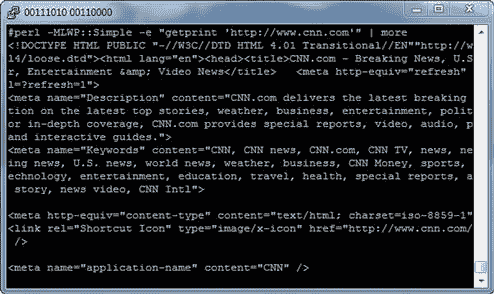 00111010 00110000
#perl -MLWP::Simple -e "getprint 'http://www.cnn.com'" | more
<!DOCTYPE HTML PUBLIC "-//W3C//DTD HTML 4.01 Transitional//EN""http://w
l4/loose.dtd"><html lang="en"><head><title>CNN.com - Breaking News, U.S
r, Entertainment &amp; Video News</title>   <meta http-equiv="refresh"
l=?refresh=1">
<meta name="Description" content="CNN.com delivers the latest breaking
tion on the latest top stories, weather, business, entertainment, polit
or in-depth coverage, CNN.com provides special reports, video, audio, p
and interactive guides.">
<meta name="Keywords" content="CNN, CNN news, CNN.com, CNN TV, news, ne
ing news, U.S. news, world news, weather, business, CNN Money, sports,
echnology, entertainment, education, travel, health, special reports, a
 story, news video, CNN Intl">

<meta http-equiv="content-type" content="text/html; charset=iso-8859-1"
<link rel="Shortcut Icon" type="image/x-icon" href="http://www.cnn.com/
 />

<meta name="application-name" content="CNN" />